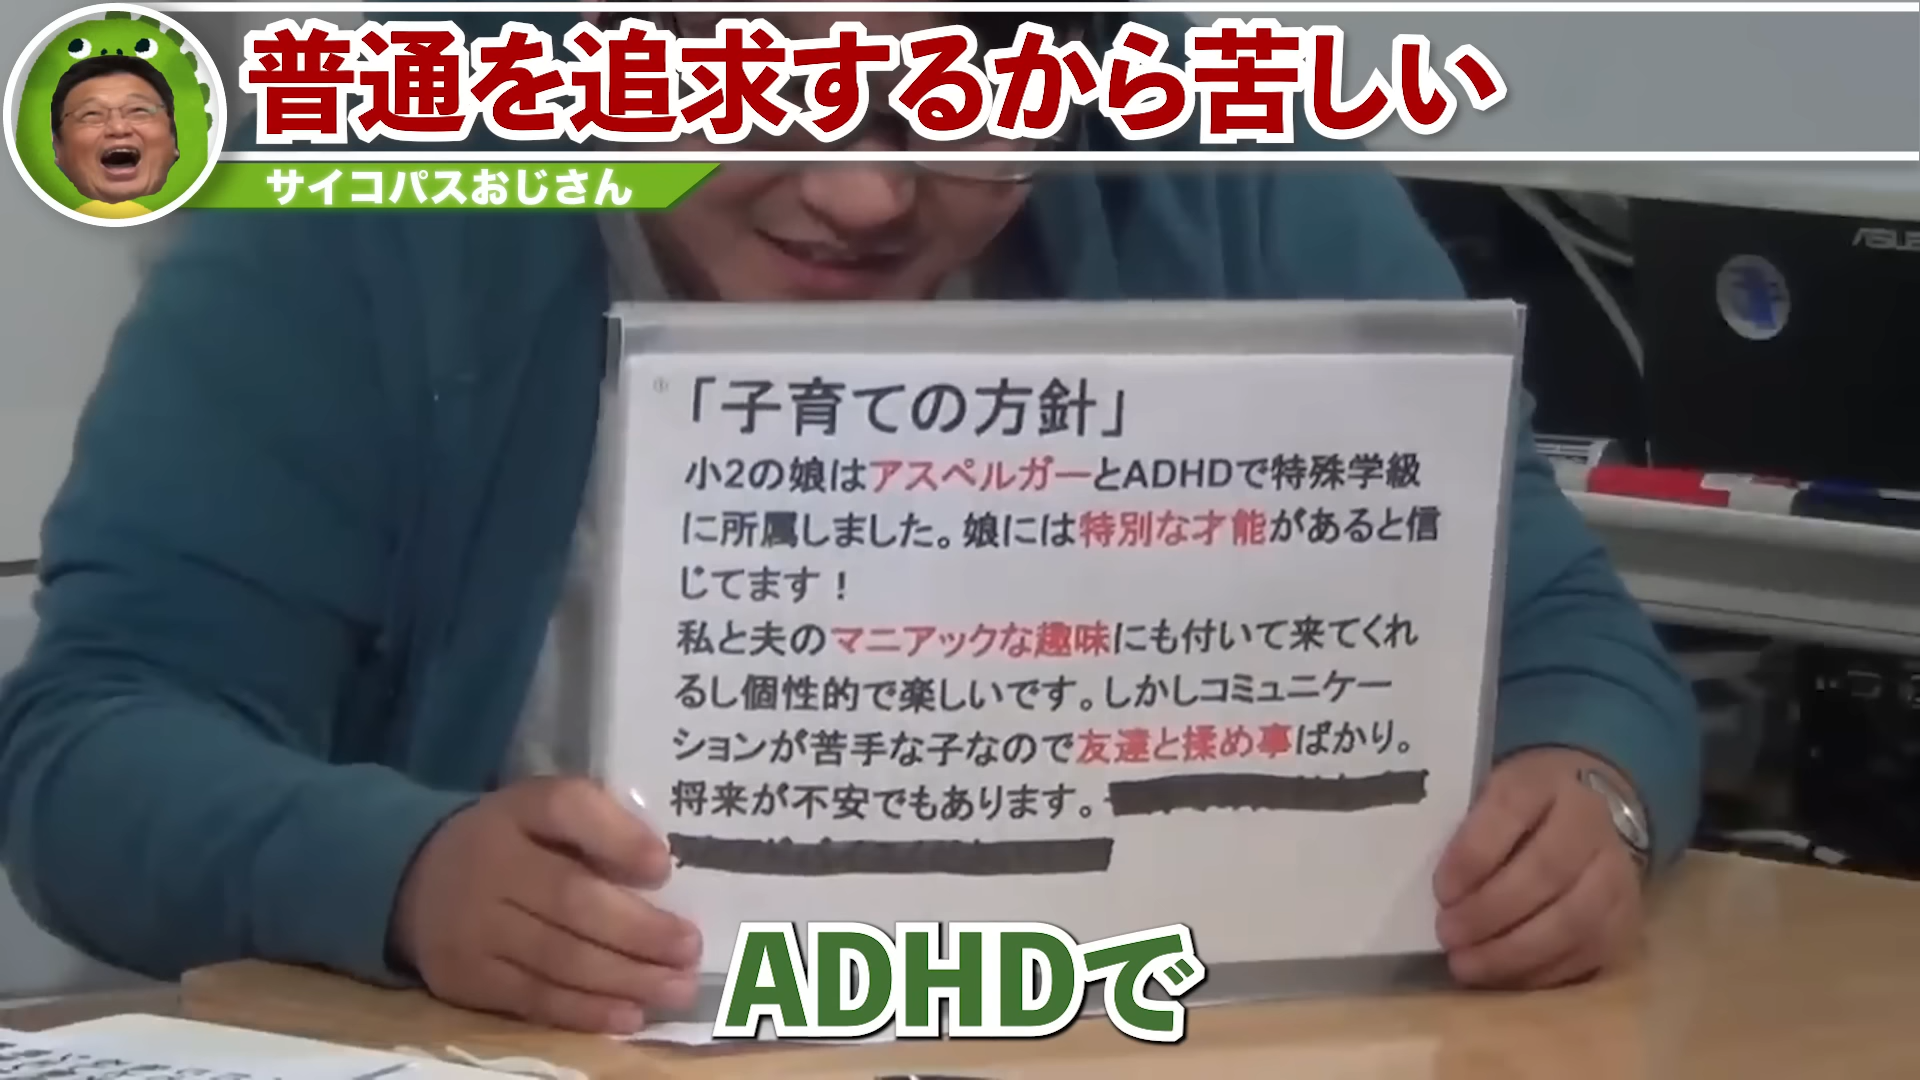 普通を追求するから苦しい
サイコパスおじさん
ASUS
①
「子育ての方針」
小2の娘はアスペルガーとADHDで特殊学級
に所属しました。娘には特別な才能があると信
じてます！
私と夫のマニアックな趣味にも付いて来てくれ
るし個性的で楽しいです。しかしコミュニケー
ションが苦手な子なので友達と揉め事ばかり。
将来が不安でもあります。
ADHDで